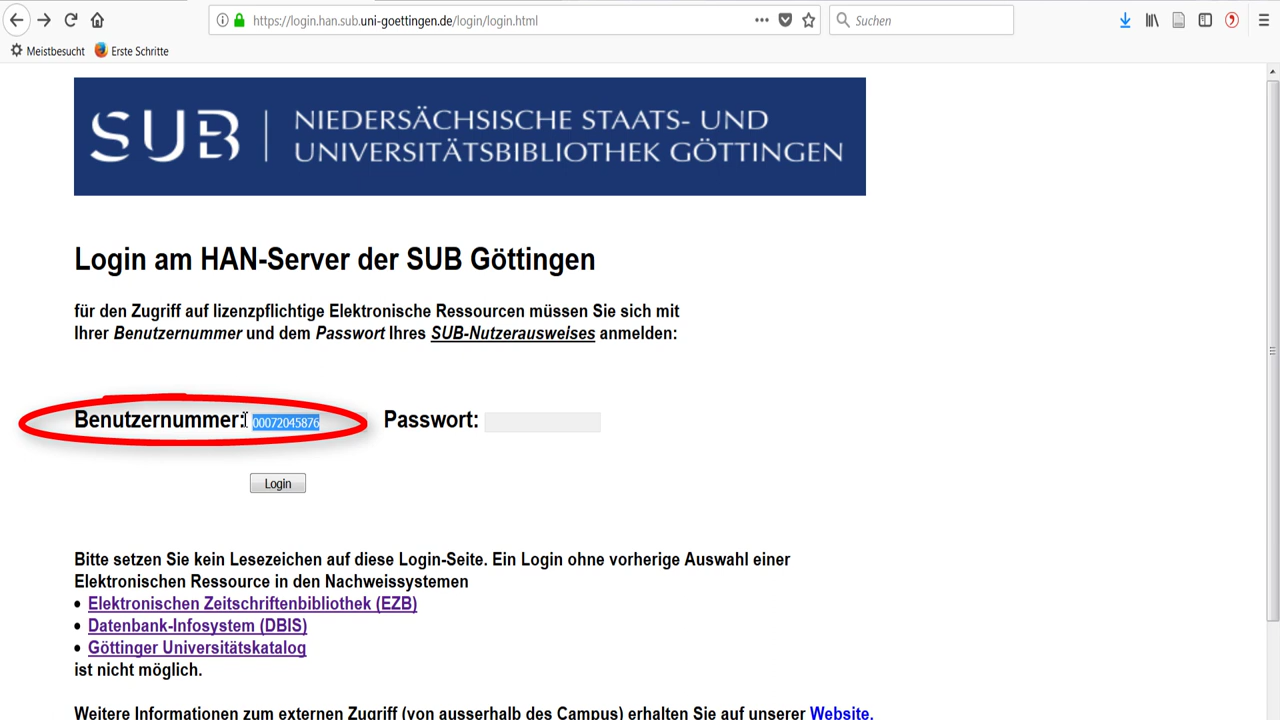 https://login.han.sub.uni-goettingen.de/login/login.html
Suchen
Meistbesucht Erste Schritte
SUB NIEDERSÄCHSISCHE STAATS- UND
UNIVERSITÄTSBIBLIOTHEK GÖTTINGEN
Login am HAN-Server der SUB Göttingen
für den Zugriff auf lizenzpflichtige Elektronische Ressourcen müssen Sie sich mit
Ihrer Benutzernummer und dem Passwort Ihres SUB-Nutzerausweises anmelden:
Benutzernummer: 00072045876 Passwort:
Login
Bitte setzen Sie kein Lesezeichen auf diese Login-Seite. Ein Login ohne vorherige Auswahl einer
Elektronischen Ressource in den Nachweissystemen
• Elektronischen Zeitschriftenbibliothek (EZB)
• Datenbank-Infosystem (DBIS)
• Göttinger Universitätskatalog
ist nicht möglich.
Weitere Informationen zum externen Zugriff (von ausserhalb des Campus) erhalten Sie auf unserer Website.